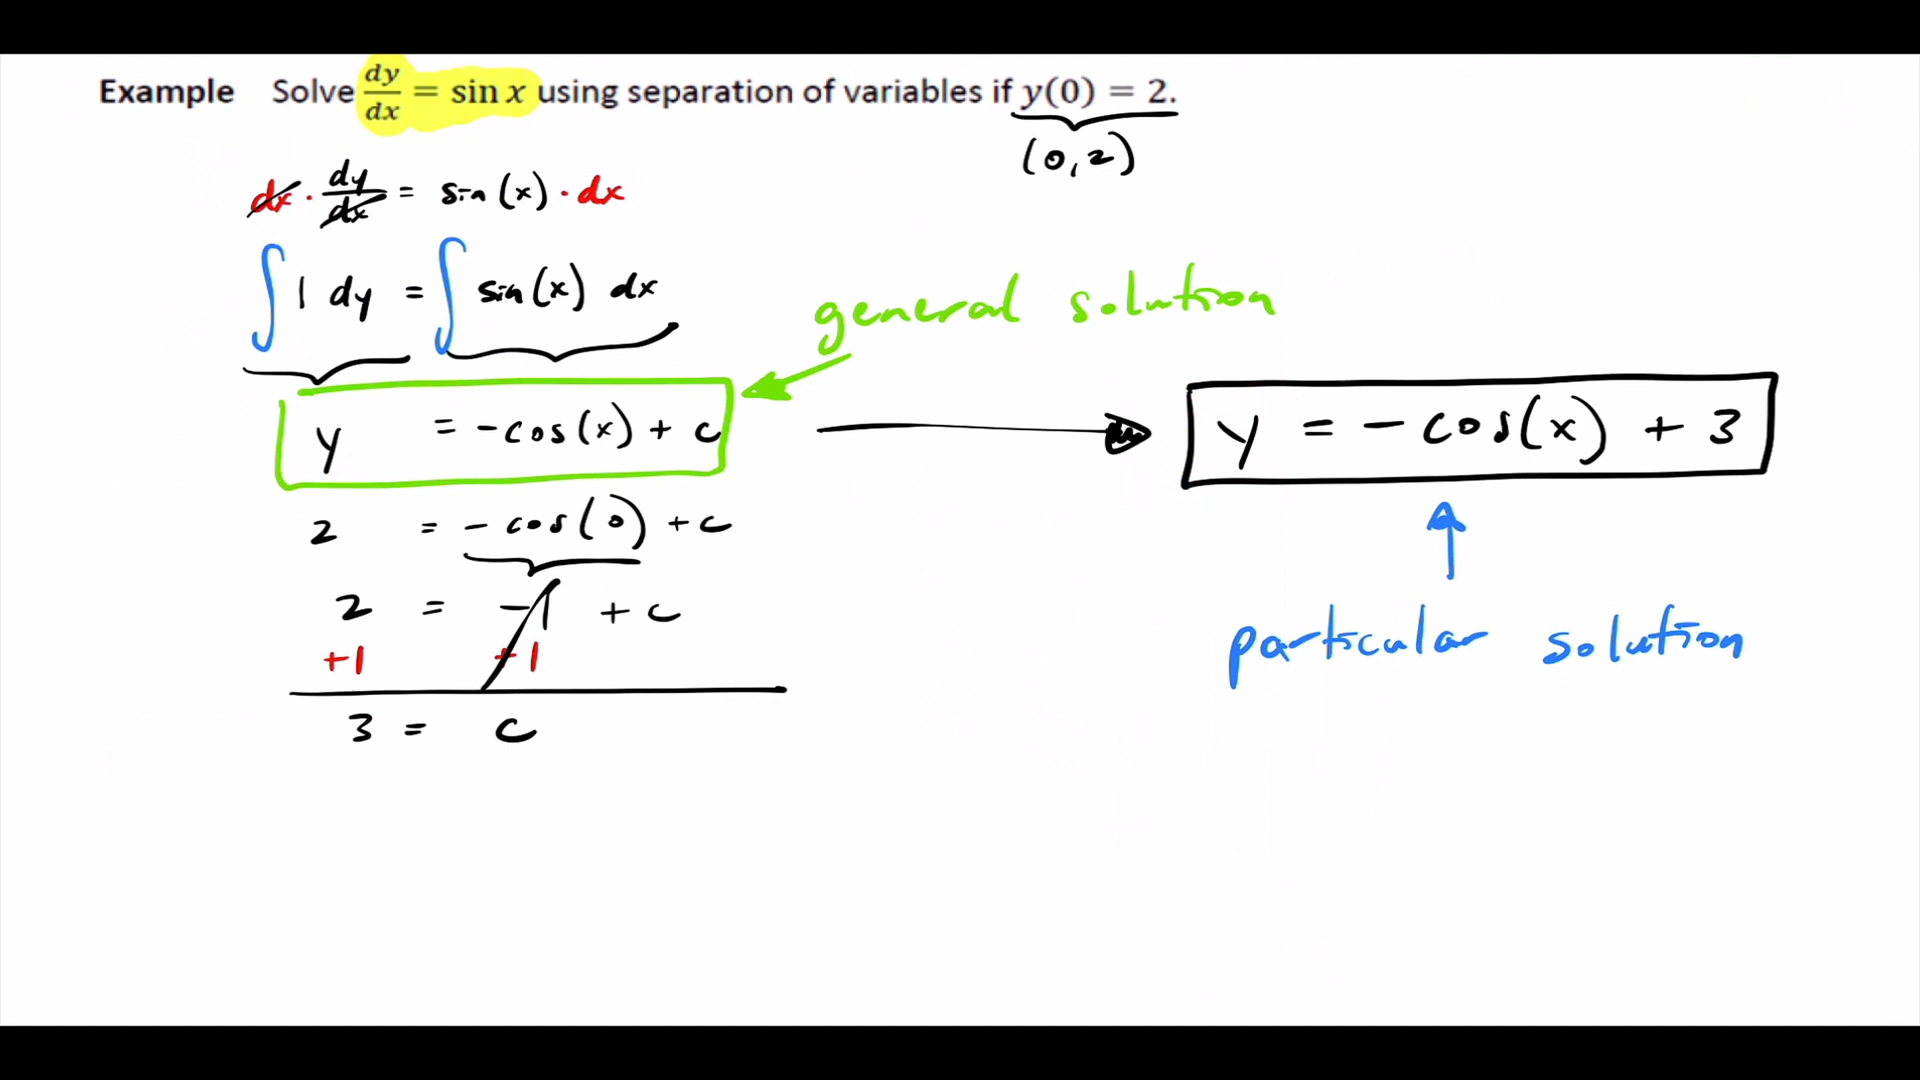 Example Solve dy/dx = sin x using separation of variables if y(0) = 2.
(0,2)
dx · dy/dx = sin(x) · dx
∫ 1 dy = ∫ sin(x) dx
general solution
y = -cos(x) + c
y = -cos(x) + 3
2 = -cos(0) + c
2 = -1 + c
+1 +1
particular solution
3 = c